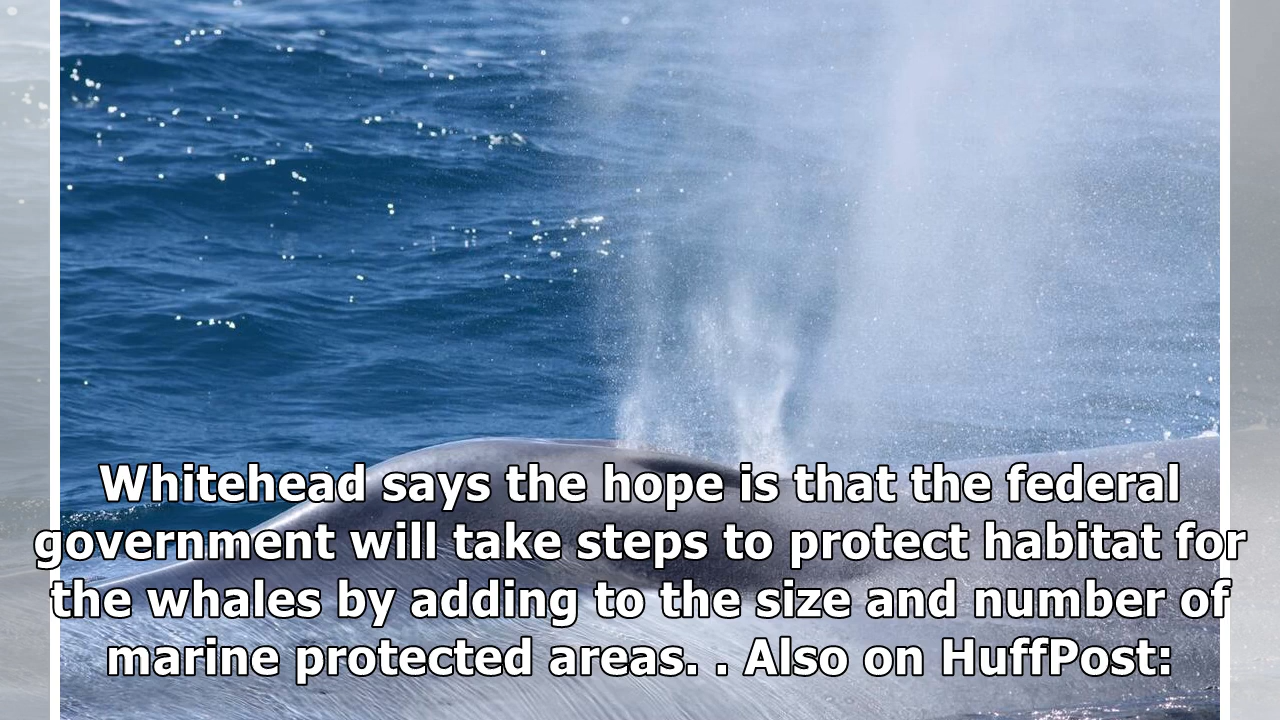 Whitehead says the hope is that the federal
government will take steps to protect habitat for
the whales by adding to the size and number of
marine protected areas. . Also on HuffPost: